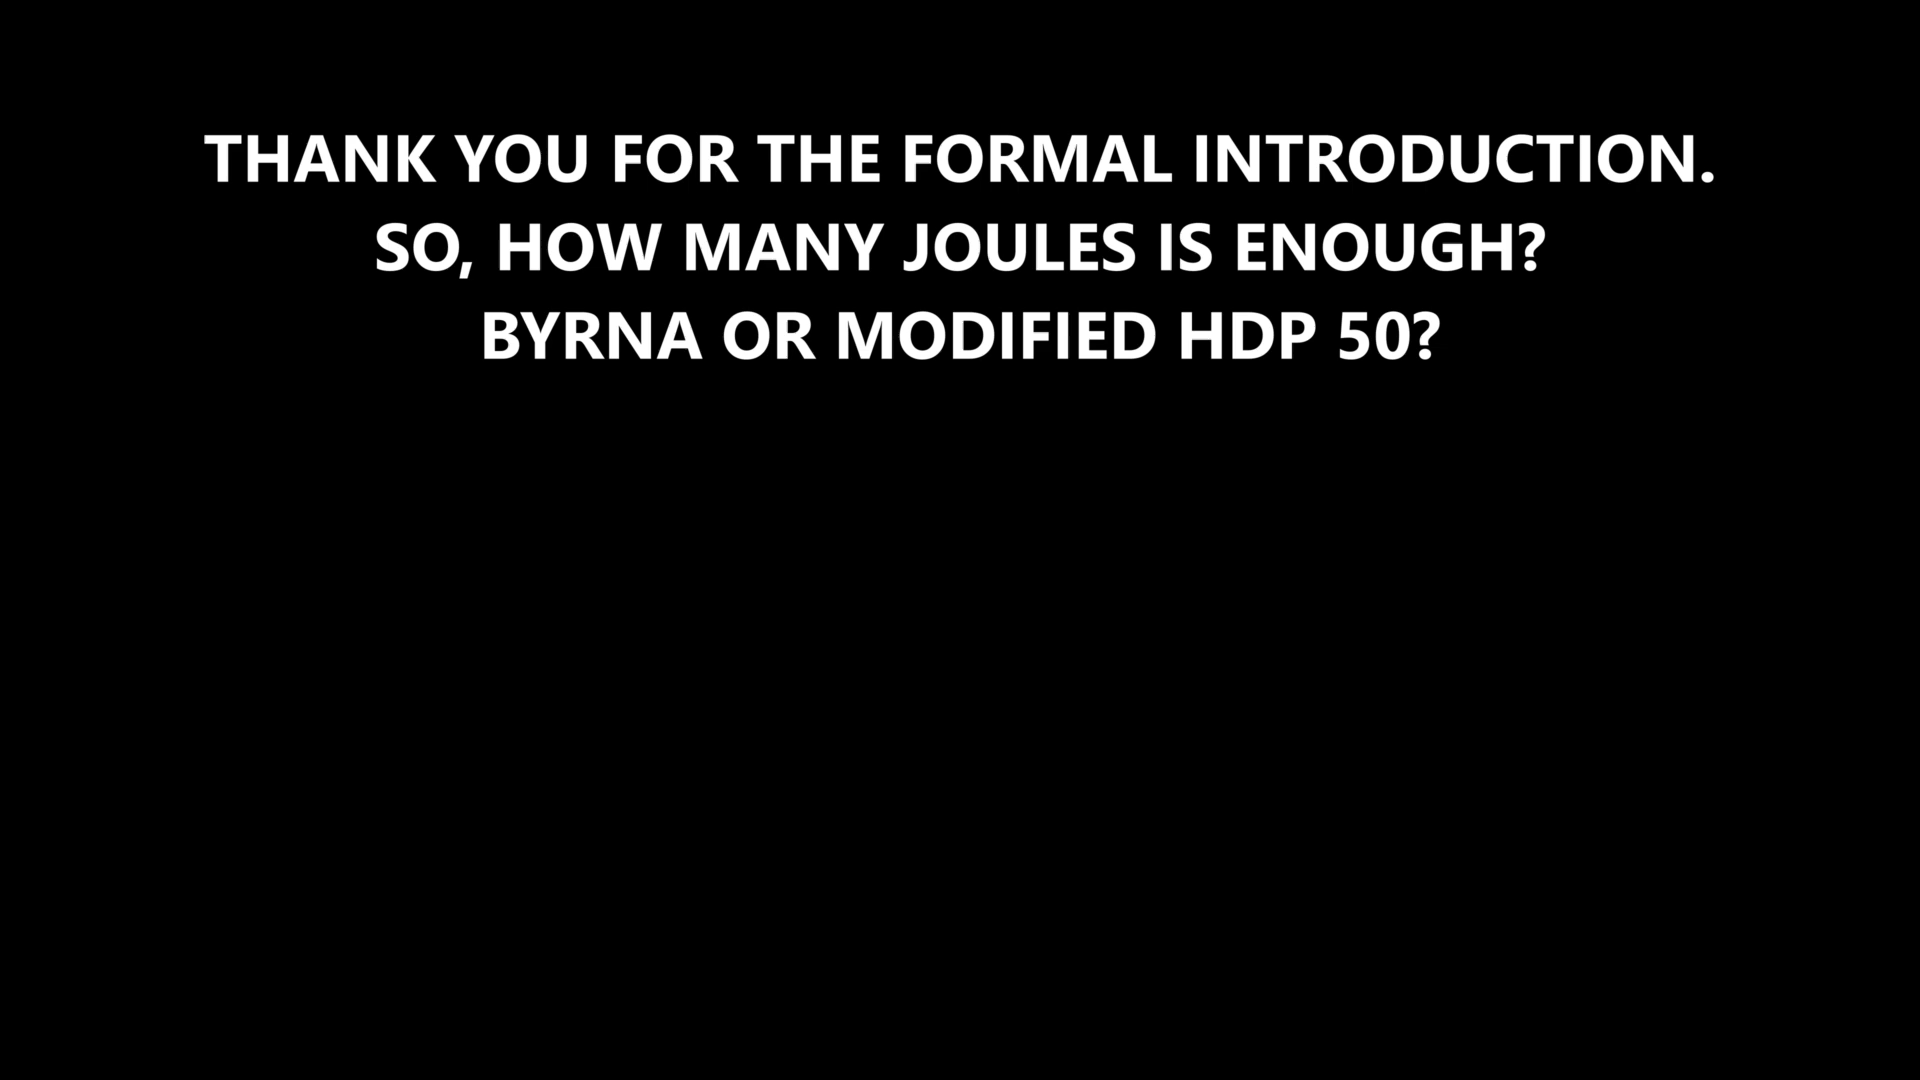 THANK YOU FOR THE FORMAL INTRODUCTION.
SO, HOW MANY JOULES IS ENOUGH?
BYRNA OR MODIFIED HDP 50?